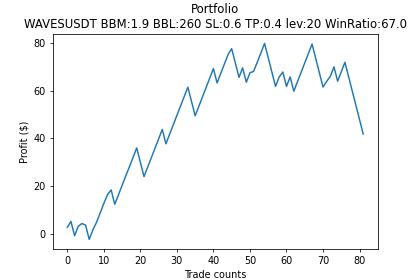 Portfolio
WAVESUSDT BBM:1.9 BBL:260 SL:0.6 TP:0.4 lev:20 WinRatio:67.0
80
60
40
20
0
Profit ($)
0 10 20 30 40 50 60 70 80
Trade counts